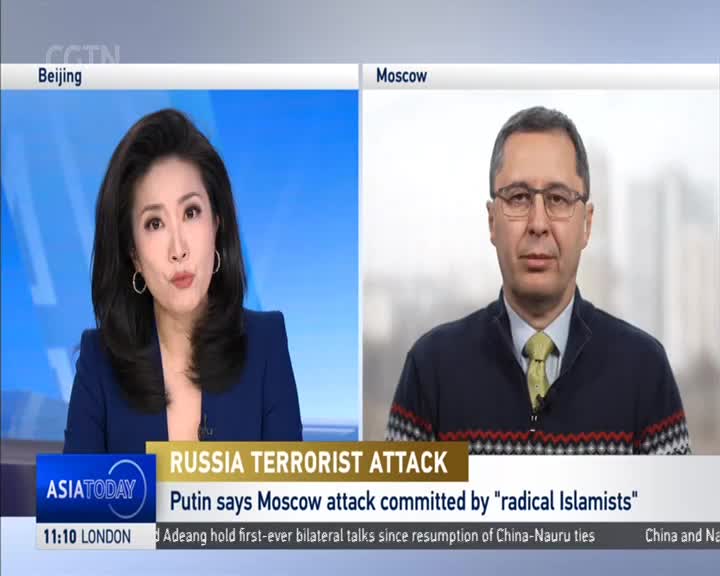 CGTN
Beijing
Moscow
RUSSIA TERRORIST ATTACK
ASIA TODAY
Putin says Moscow attack committed by "radical Islamists"
11:10 LONDON
d Adeang hold first-ever bilateral talks since resumption of China-Nauru ties
China and Na